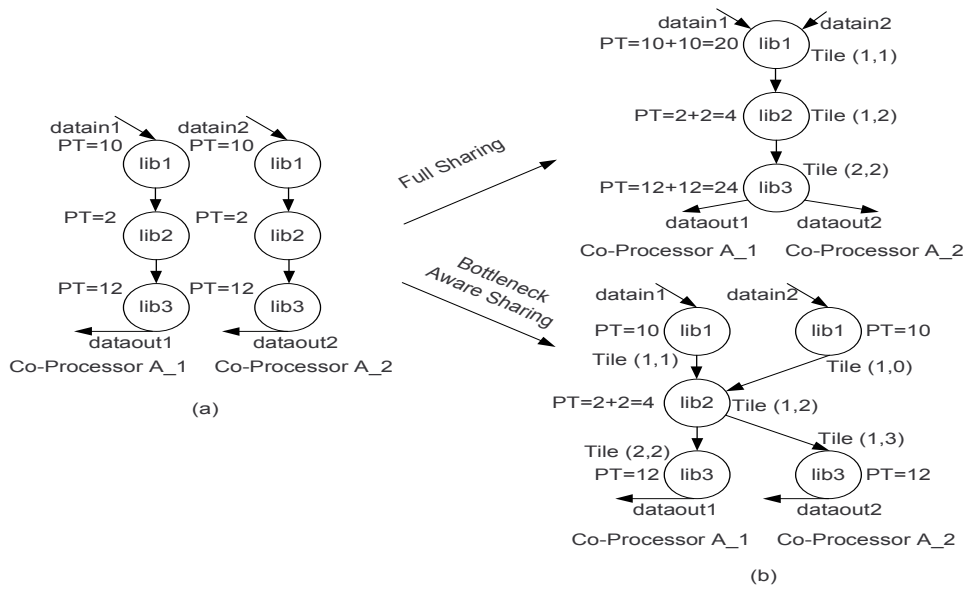 datain1 datain2
PT=10+10=20 lib1 Tile (1,1)
PT=2+2=4 lib2 Tile (1,2)
PT=12+12=24 lib3 Tile (2,2)
dataout1 dataout2
Co-Processor A_1 Co-Processor A_2
datain1 datain2
PT=10 lib1 PT=10 lib1
PT=2 lib2 PT=2 lib2
PT=12 lib3 PT=12 lib3
dataout1 dataout2
Co-Processor A_1 Co-Processor A_2
(a)
Full Sharing
Bottleneck
Aware Sharing
datain1 datain2
PT=10 lib1 lib1 PT=10
Tile (1,1) Tile (1,0)
PT=2+2=4 lib2 Tile (1,2)
Tile (2,2) Tile (1,3)
PT=12 lib3 lib3 PT=12
dataout1 dataout2
Co-Processor A_1 Co-Processor A_2
(b)